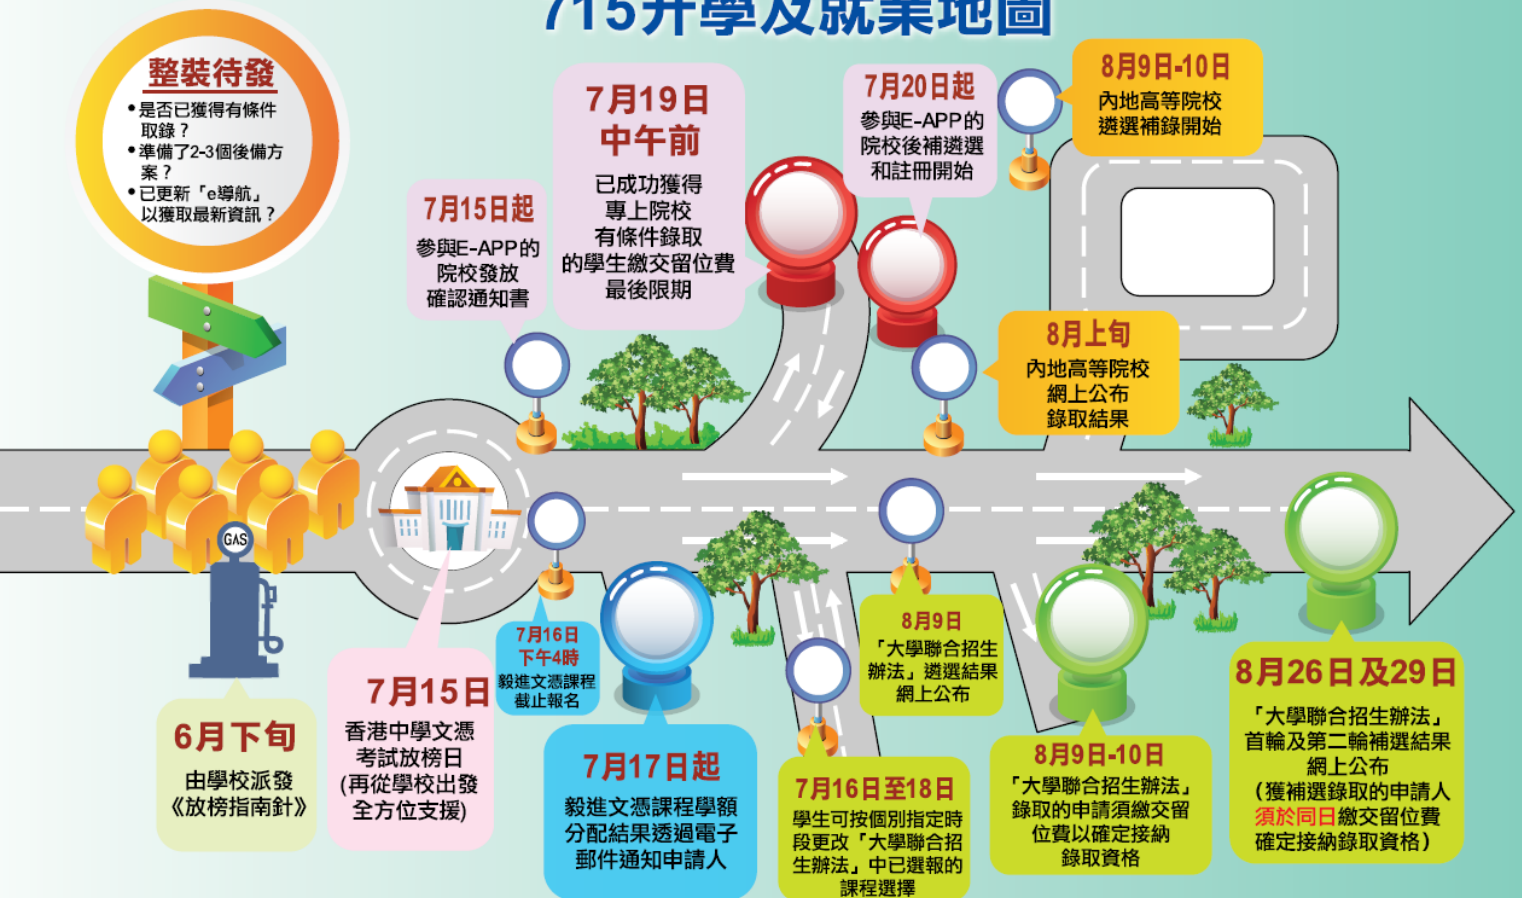 715升學及就業地圖
整裝待發
•是否已獲得有條件
取錄？
•準備了2-3個後備方
案？
•已更新「e導航」
以獲取最新資訊？
7月15日起
參與E-APP的
院校發放
確認通知書
7月19日
中午前
已成功獲得
專上院校
有條件錄取
的學生繳交留位費
最後限期
7月20日起
參與E-APP的
院校後補遴選
和註冊開始
8月9日-10日
內地高等院校
遴選補錄開始
8月上旬
內地高等院校
網上公布
錄取結果
GAS
6月下旬
由學校派發
《放榜指南針》
7月15日
香港中學文憑
考試放榜日
(再從學校出發
全方位支援)
7月16日
下午4時
毅進文憑課程
截止報名
7月17日起
毅進文憑課程學額
分配結果透過電子
郵件通知申請人
7月16日至18日
學生可按個別指定時
段更改「大學聯合招
生辦法」中已選報的
課程選擇
8月9日
「大學聯合招生
辦法」遴選結果
網上公布
8月9日-10日
「大學聯合招生辦法」
錄取的申請須繳交留
位費以確定接納
錄取資格
8月26日及29日
「大學聯合招生辦法」
首輪及第二輪補選結果
網上公布
（獲補選錄取的申請人
須於同日繳交留位費
確定接納錄取資格）